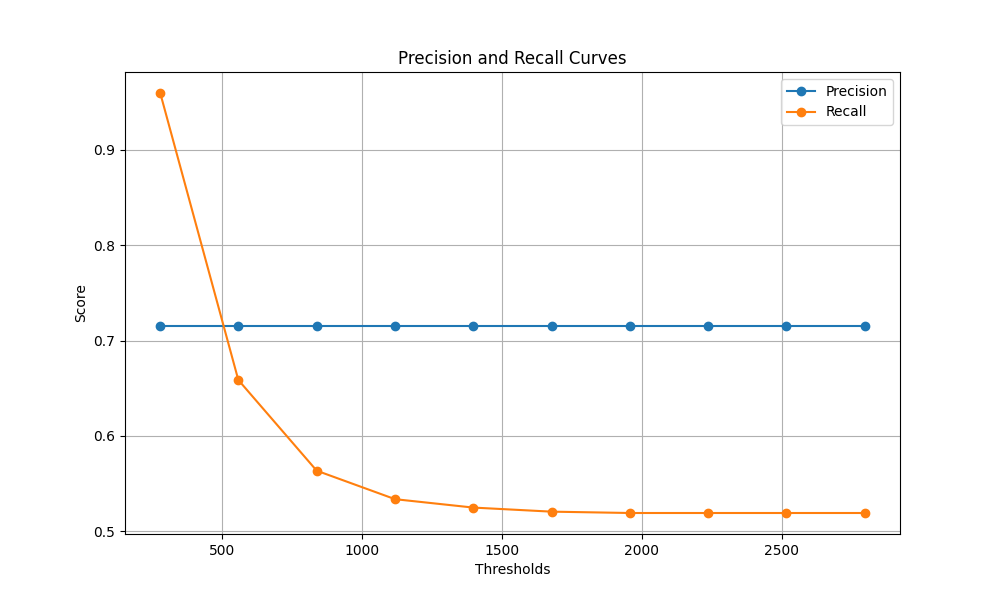 Precision and Recall Curves
Precision
Recall
0.9
0.8
0.7
0.6
0.5
Score
500
1000
1500
2000
2500
Thresholds